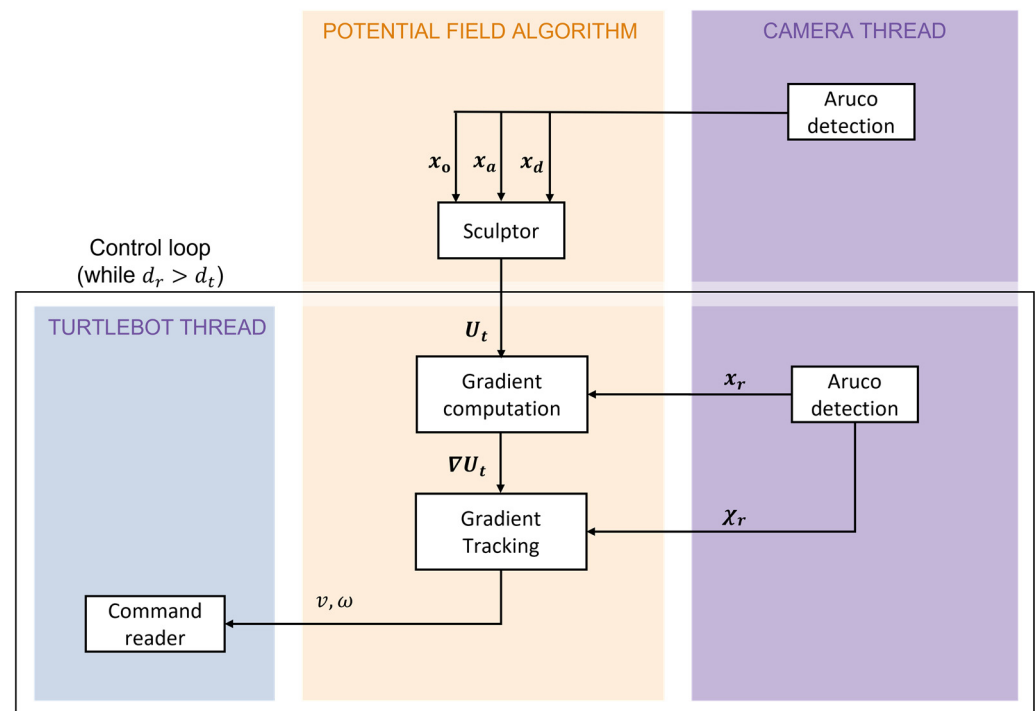 POTENTIAL FIELD ALGORITHM
CAMERA THREAD
Aruco
detection
x_o x_a x_d
Sculptor
Control loop
(while d_r > d_t)
TURTLEBOT THREAD
U_t
Gradient
computation
x_r
Aruco
detection
∇U_t
Gradient
Tracking
χ_r
v, ω
Command
reader